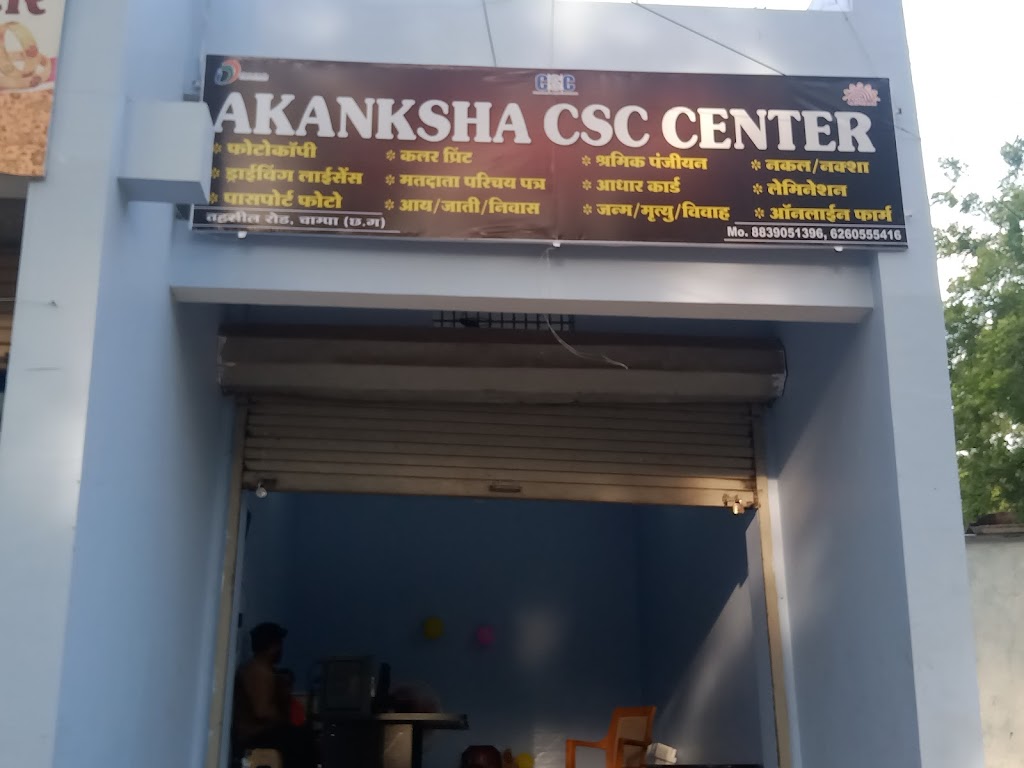 AKANKSHA CSC CENTER
* फोटोकॉपी * कलर प्रिंट * श्रमिक पंजीयन * नकल/नक्शा
* ड्राईविंग लाईसेंस * मतदाता परिचय पत्र * आधार कार्ड * लेमिनेशन
* पासपोर्ट फोटो * आय/जाती/निवास * जन्म/मृत्यु/विवाह * ऑनलाईन फार्म
तहसील रोड, चाम्पा (छ.ग) Mo. 8839051396, 6260555416
CSC